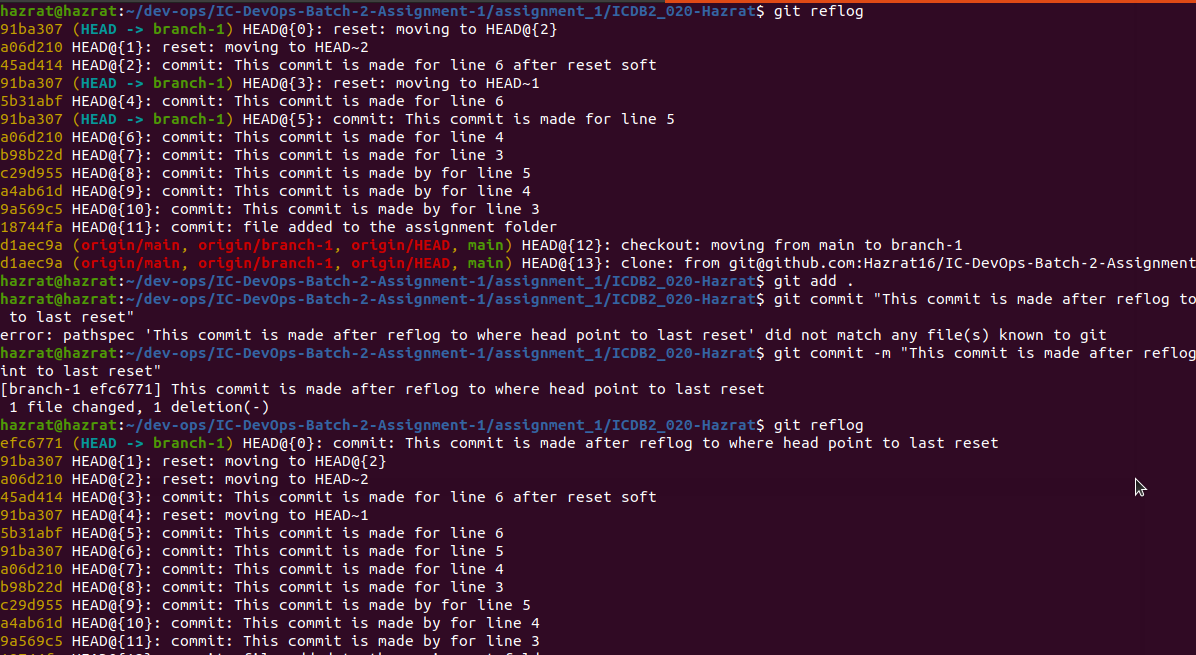 hazrat@hazrat:~/dev-ops/IC-DevOps-Batch-2-Assignment-1/assignment_1/ICDB2_020-Hazrat$ git reflog
91ba307 (HEAD -> branch-1) HEAD@{0}: reset: moving to HEAD@{2}
a06d210 HEAD@{1}: reset: moving to HEAD~2
45ad414 HEAD@{2}: commit: This commit is made for line 6 after reset soft
91ba307 (HEAD -> branch-1) HEAD@{3}: reset: moving to HEAD~1
5b31abf HEAD@{4}: commit: This commit is made for line 6
91ba307 (HEAD -> branch-1) HEAD@{5}: commit: This commit is made for line 5
a06d210 HEAD@{6}: commit: This commit is made for line 4
b98b22d HEAD@{7}: commit: This commit is made for line 3
c29d955 HEAD@{8}: commit: This commit is made by for line 5
a4ab61d HEAD@{9}: commit: This commit is made by for line 4
9a569c5 HEAD@{10}: commit: This commit is made by for line 3
18744fa HEAD@{11}: commit: file added to the assignment folder
d1aec9a (origin/main, origin/branch-1, origin/HEAD, main) HEAD@{12}: checkout: moving from main to branch-1
d1aec9a (origin/main, origin/branch-1, origin/HEAD, main) HEAD@{13}: clone: from git@github.com:Hazrat16/IC-DevOps-Batch-2-Assignment
hazrat@hazrat:~/dev-ops/IC-DevOps-Batch-2-Assignment-1/assignment_1/ICDB2_020-Hazrat$ git add .
hazrat@hazrat:~/dev-ops/IC-DevOps-Batch-2-Assignment-1/assignment_1/ICDB2_020-Hazrat$ git commit "This commit is made after reflog to
to last reset"
error: pathspec 'This commit is made after reflog to where head point to last reset' did not match any file(s) known to git
hazrat@hazrat:~/dev-ops/IC-DevOps-Batch-2-Assignment-1/assignment_1/ICDB2_020-Hazrat$ git commit -m "This commit is made after reflog
int to last reset"
[branch-1 efc6771] This commit is made after reflog to where head point to last reset
1 file changed, 1 deletion(-)
hazrat@hazrat:~/dev-ops/IC-DevOps-Batch-2-Assignment-1/assignment_1/ICDB2_020-Hazrat$ git reflog
efc6771 (HEAD -> branch-1) HEAD@{0}: commit: This commit is made after reflog to where head point to last reset
91ba307 HEAD@{1}: reset: moving to HEAD@{2}
a06d210 HEAD@{2}: reset: moving to HEAD~2
45ad414 HEAD@{3}: commit: This commit is made for line 6 after reset soft
91ba307 HEAD@{4}: reset: moving to HEAD~1
5b31abf HEAD@{5}: commit: This commit is made for line 6
91ba307 HEAD@{6}: commit: This commit is made for line 5
a06d210 HEAD@{7}: commit: This commit is made for line 4
b98b22d HEAD@{8}: commit: This commit is made for line 3
c29d955 HEAD@{9}: commit: This commit is made by for line 5
a4ab61d HEAD@{10}: commit: This commit is made by for line 4
9a569c5 HEAD@{11}: commit: This commit is made by for line 3